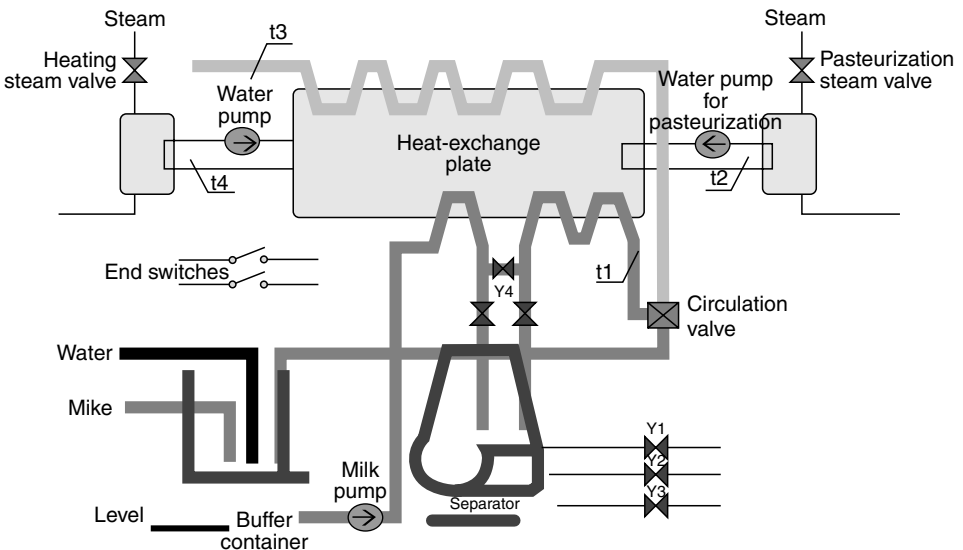 Steam
Steam
t3
Heating
steam valve
Pasteurization
steam valve
Water
pump
Water pump
for
pasteurization
Heat-exchange
plate
t4
t2
End switches
t1
Y4
Circulation
valve
Water
Mike
Y1
Y2
Y3
Milk
pump
Separator
Level
Buffer
container